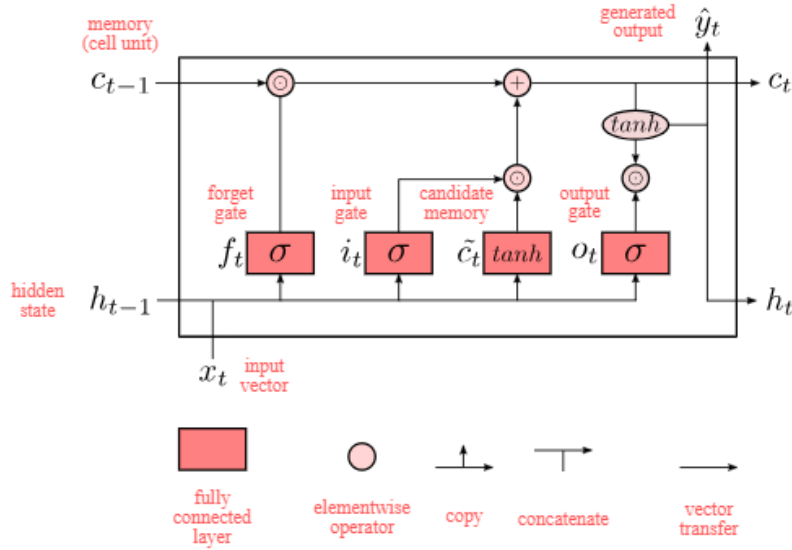 memory
(cell unit)
generated
output
ŷₜ
cₜ₋₁
⊙
+
cₜ
tanh
⊙
⊙
forget
gate
input
gate
candidate
memory
output
gate
fₜ
σ
iₜ
σ
c̃ₜ
tanh
oₜ
σ
hidden
state
hₜ₋₁
hₜ
xₜ
input
vector
fully
connected
layer
elementwise
operator
copy
concatenate
vector
transfer